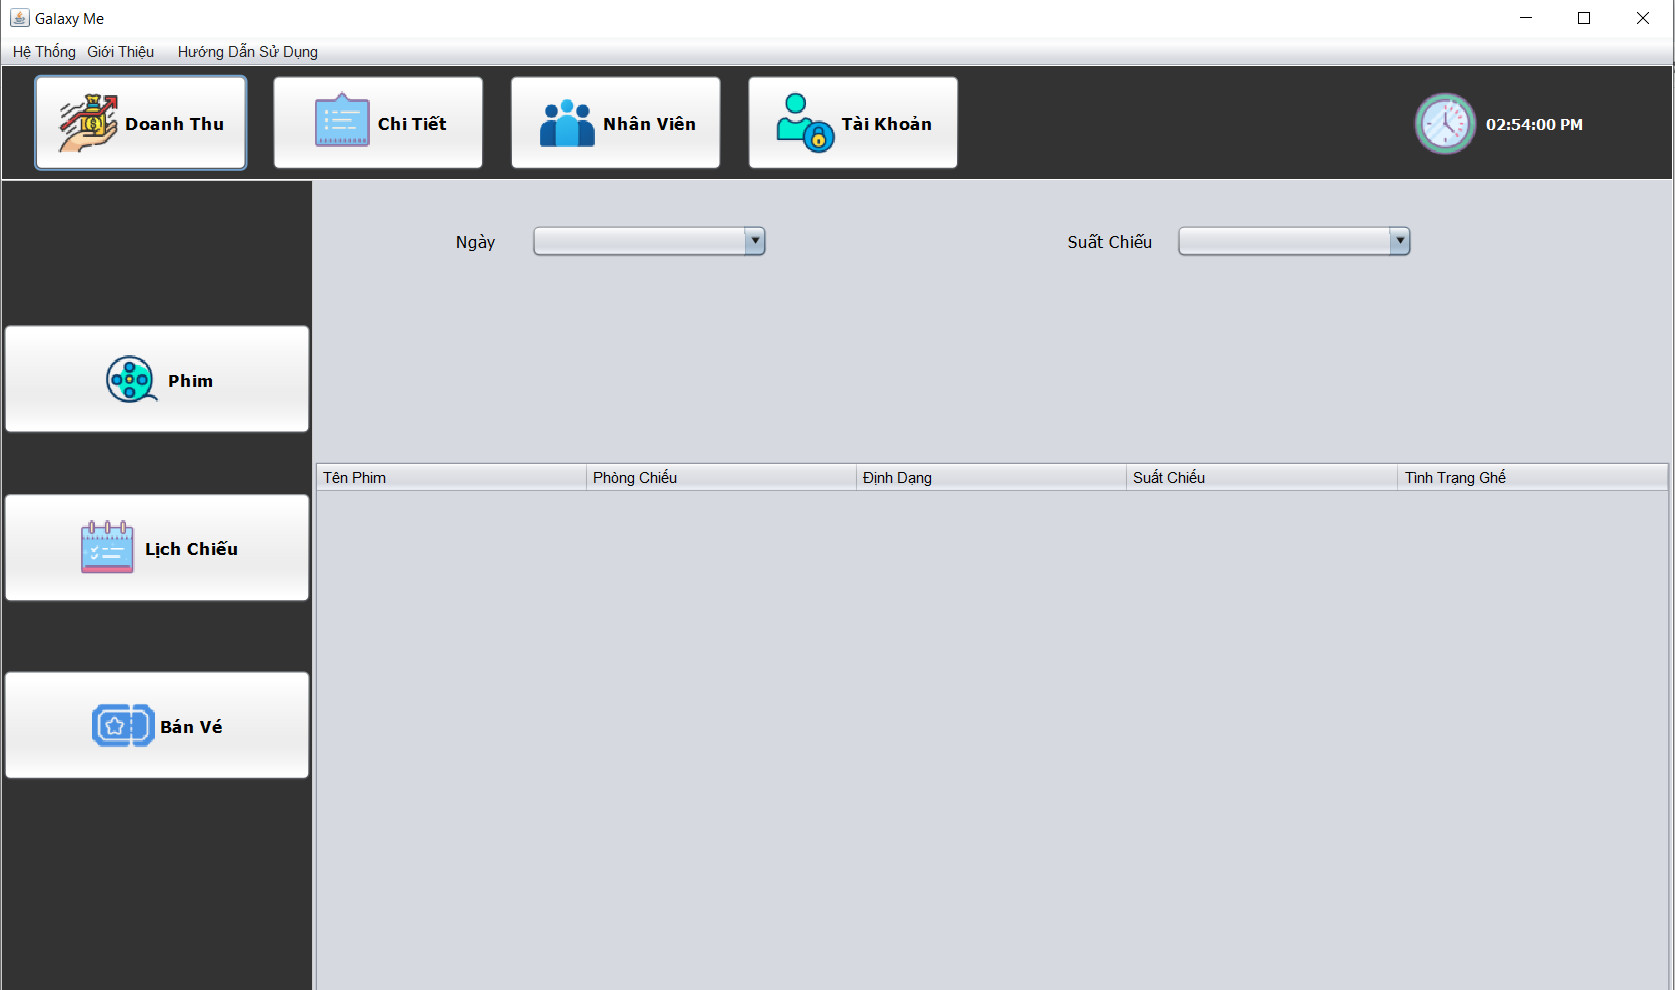 Galaxy Me
Hệ Thống Giới Thiệu Hướng Dẫn Sử Dụng
Doanh Thu
Chi Tiết
Nhân Viên
Tài Khoản
02:54:00 PM
Ngày
Suất Chiếu
Phim
Lịch Chiếu
Bán Vé
Tên Phim Phòng Chiếu Định Dạng Suất Chiếu Tình Trạng Ghế